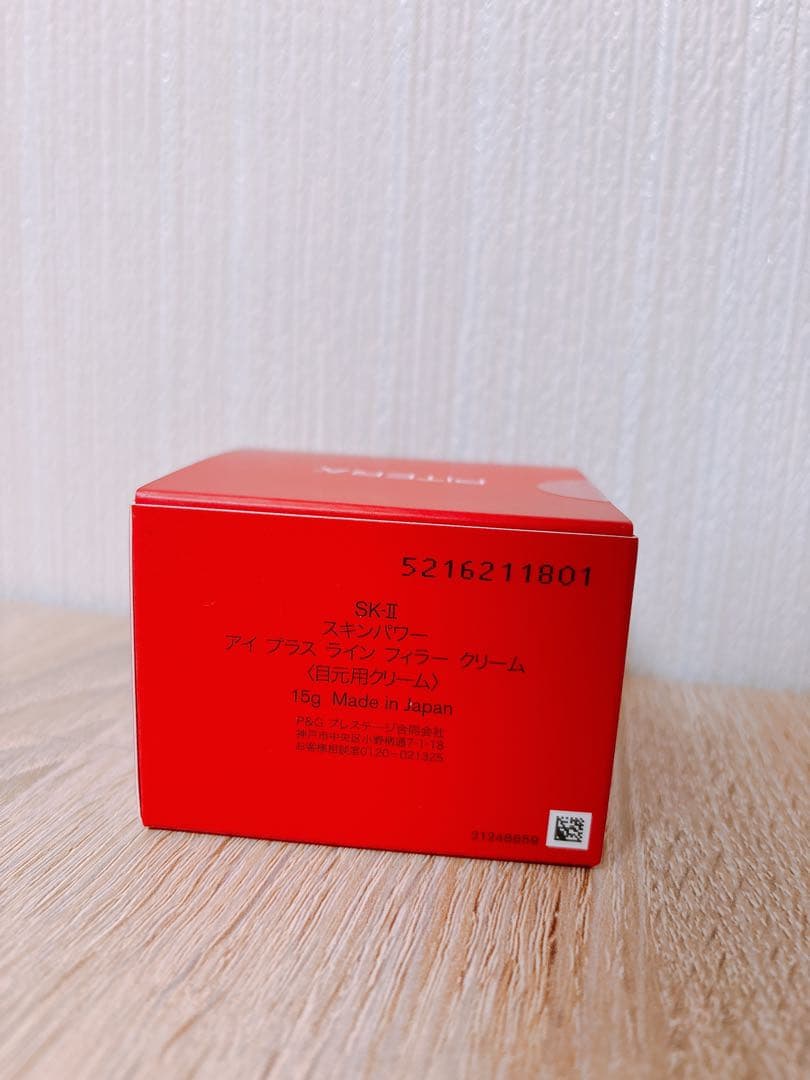 PITERA
5216211801
SK-II
スキンパワー
アイ プラス ライン フィラー クリーム
〈目元用クリーム〉
15g Made in Japan
P&G プレステージ合同会社
神戸市中央区小野柄通7-1-18
お客様相談室0120-021325